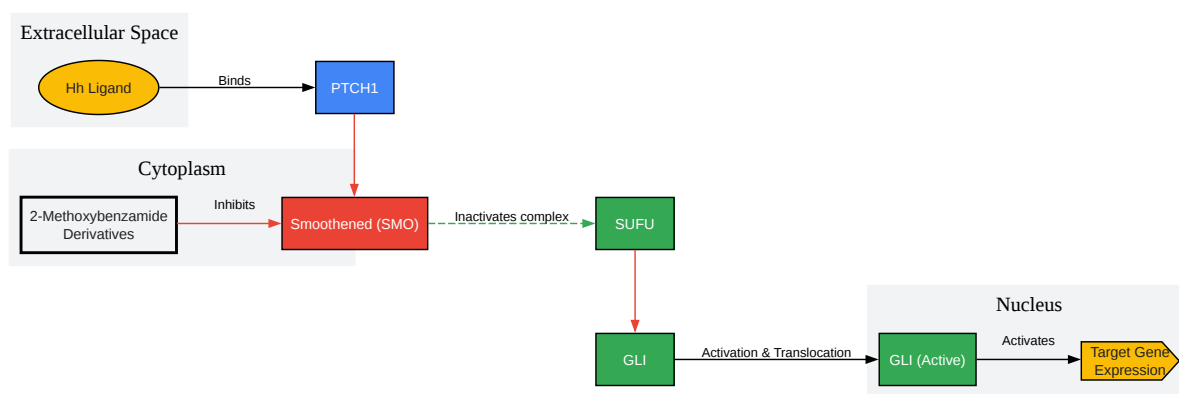 Extracellular Space
Hh Ligand
Binds
PTCH1
Cytoplasm
2-Methoxybenzamide
Derivatives
Inhibits
Smoothened (SMO)
Inactivates complex
SUFU
GLI
Activation & Translocation
Nucleus
GLI (Active)
Activates
Target Gene
Expression